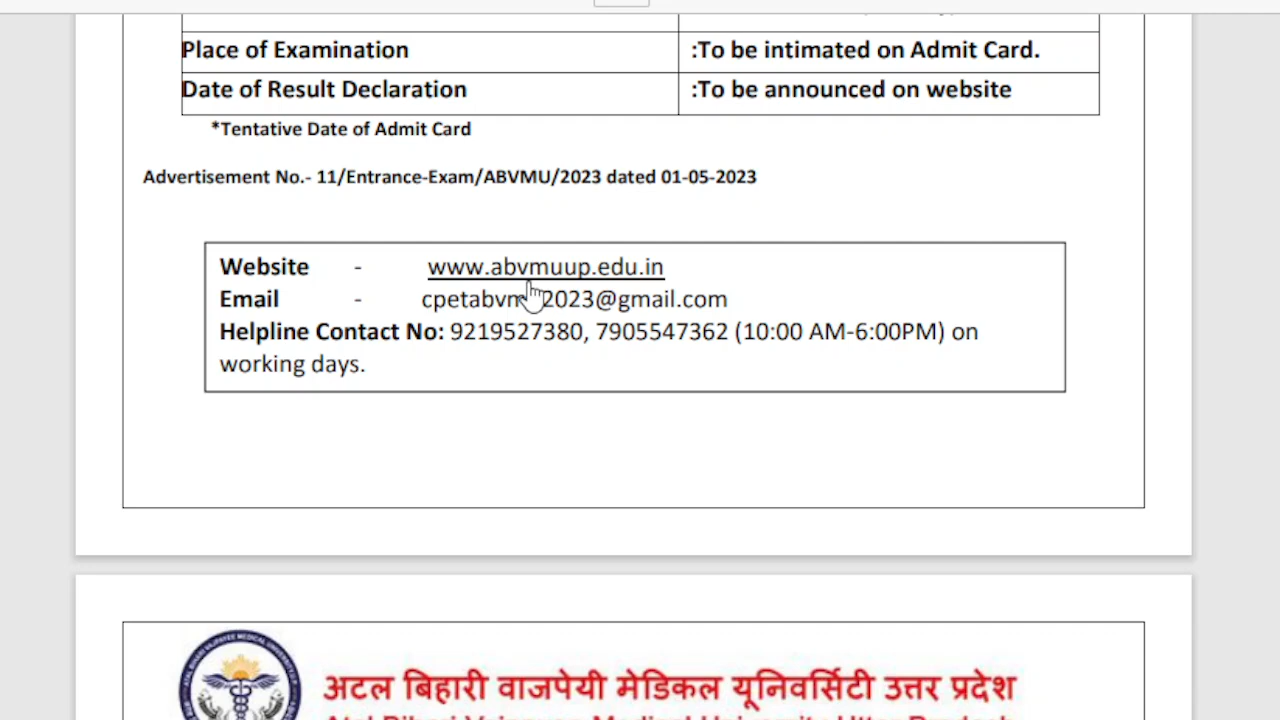 Place of Examination :To be intimated on Admit Card.
Date of Result Declaration :To be announced on website
*Tentative Date of Admit Card
Advertisement No.- 11/Entrance-Exam/ABVMU/2023 dated 01-05-2023
Website - www.abvmuup.edu.in
Email -
Helpline Contact No: 9219527380, 7905547362 (10:00 AM-6:00PM) on
working days.
अटल बिहारी वाजपेयी मेडिकल यूनिवर्सिटी उत्तर प्रदेश